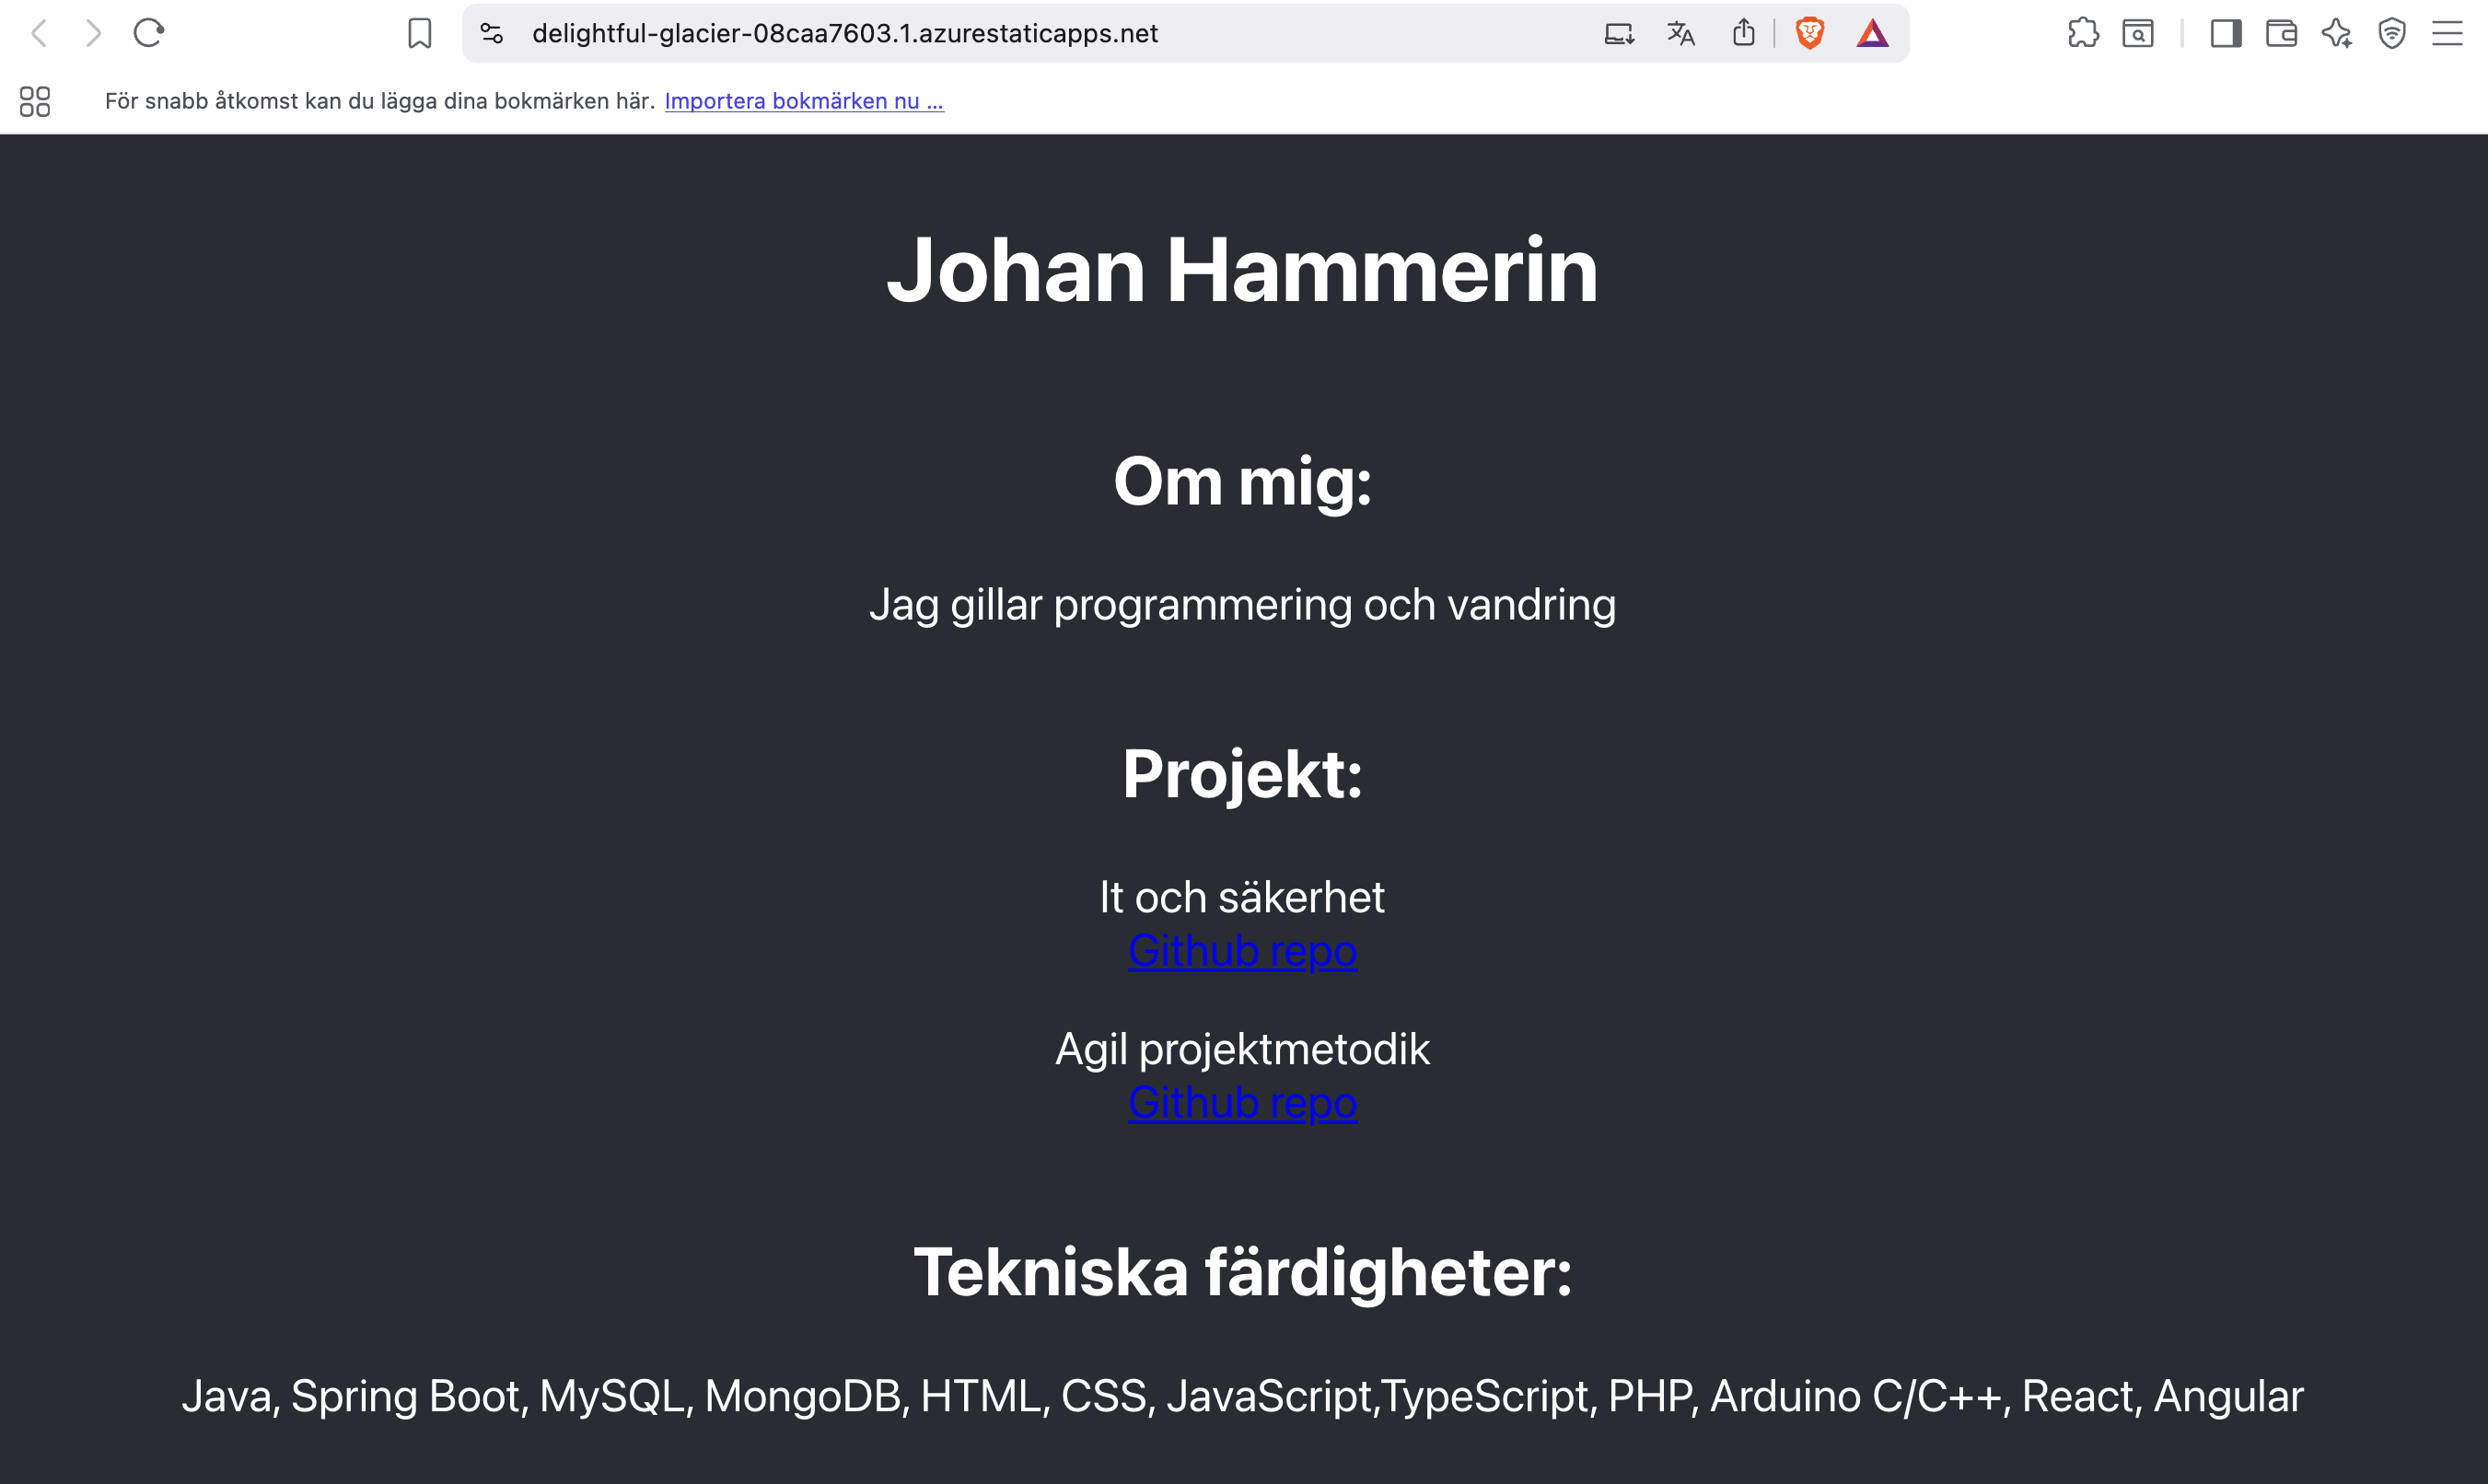 delightful-glacier-08caa7603.1.azurestaticapps.net
För snabb åtkomst kan du lägga dina bokmärken här. Importera bokmärken nu ...
Johan Hammerin
Om mig:
Jag gillar programmering och vandring
Projekt:
It och säkerhet
Github repo
Agil projektmetodik
Github repo
Tekniska färdigheter:
Java, Spring Boot, MySQL, MongoDB, HTML, CSS, JavaScript,TypeScript, PHP, Arduino C/C++, React, Angular